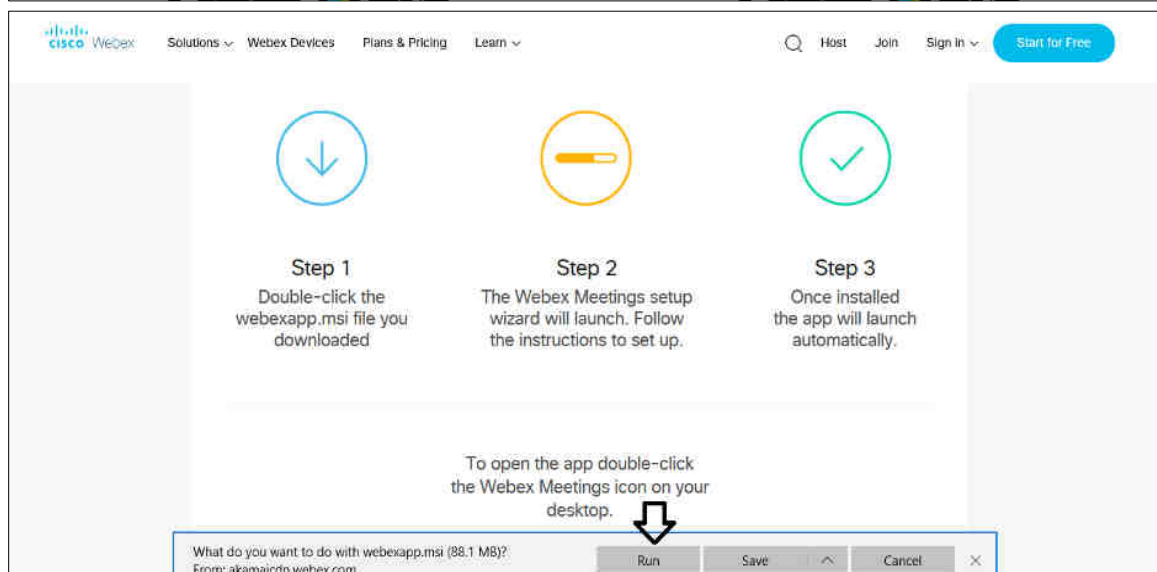 CISCO Webex Solutions Webex Devices Plans & Pricing Learn Host Join Sign in Start for Free
Step 1
Double-click the
webexapp.msi file you
downloaded
Step 2
The Webex Meetings setup
wizard will launch. Follow
the instructions to set up.
Step 3
Once installed
the app will launch
automatically.
To open the app double-click
the Webex Meetings icon on your
desktop.
What do you want to do with webexapp.msi (88.1 MB)?
From: akamaicdn.webex.com
Run Save Cancel